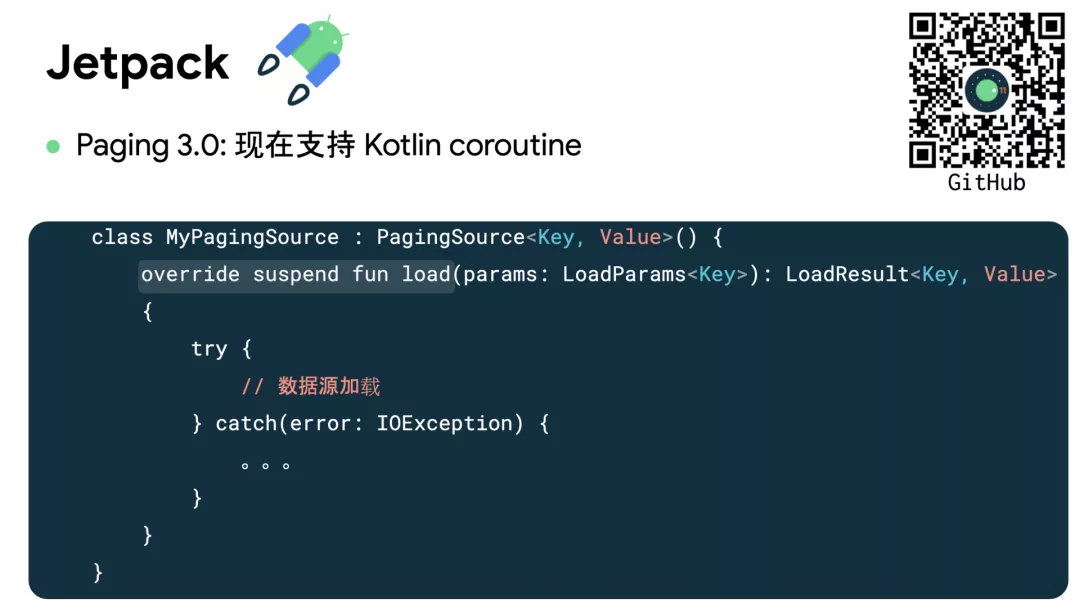 Jetpack
Paging 3.0: 现在支持 Kotlin coroutine
GitHub
class MyPagingSource : PagingSource<Key, Value>() {
override suspend fun load(params: LoadParams<Key>): LoadResult<Key, Value>
{
try {
// 数据源加载
} catch(error: IOException) {
。。。
}
}
}